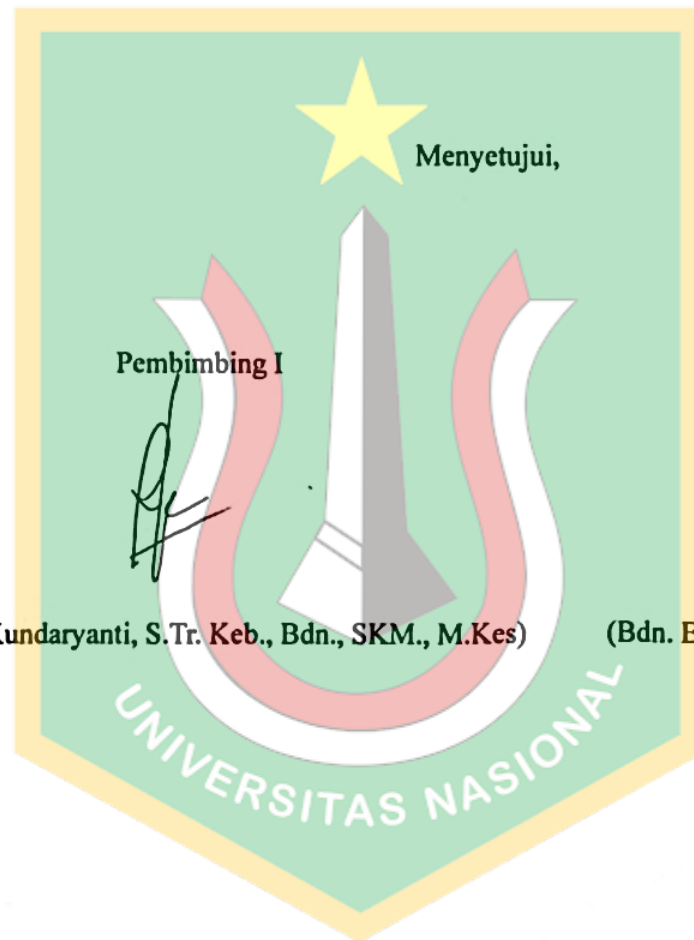 Menyetujui,
Pembimbing I
Kundaryanti, S.Tr. Keb., Bdn., SKM., M.Kes) (Bdn.
UNIVERSITAS NASIONAL